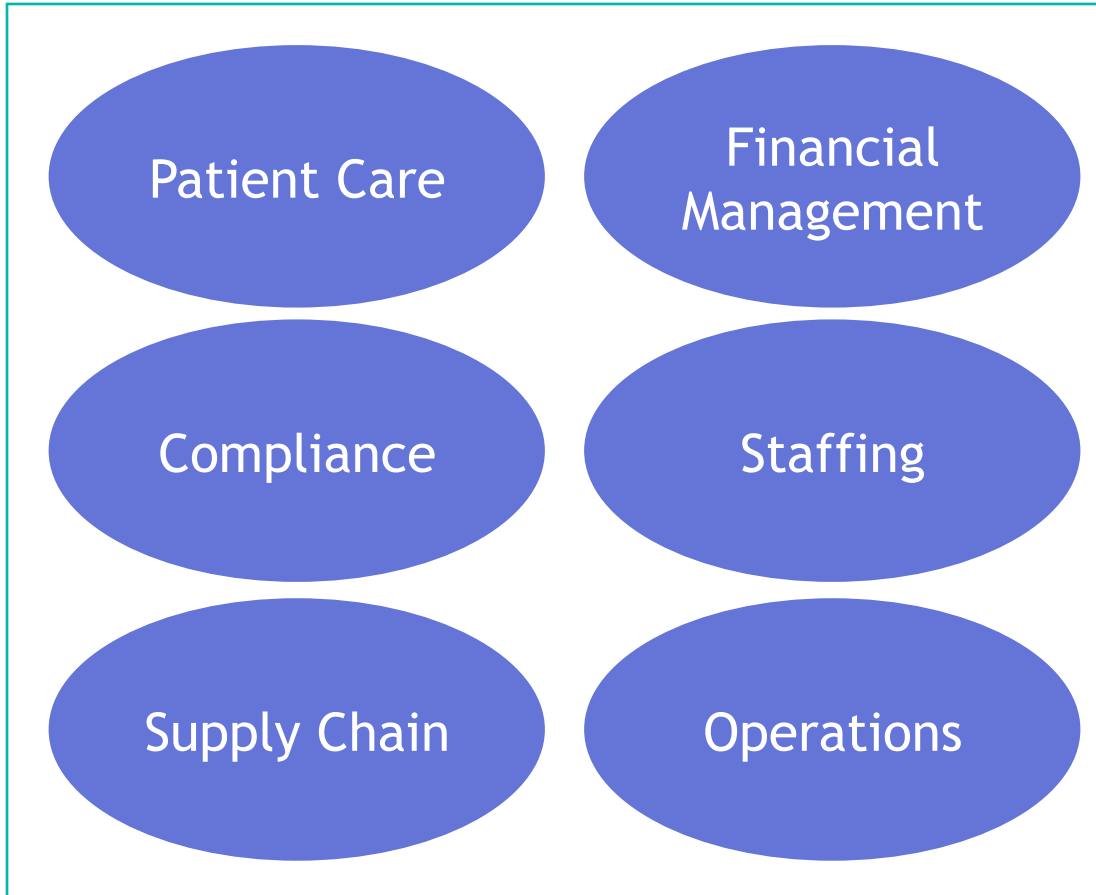 Patient Care
Financial
Management
Compliance
Staffing
Supply Chain
Operations